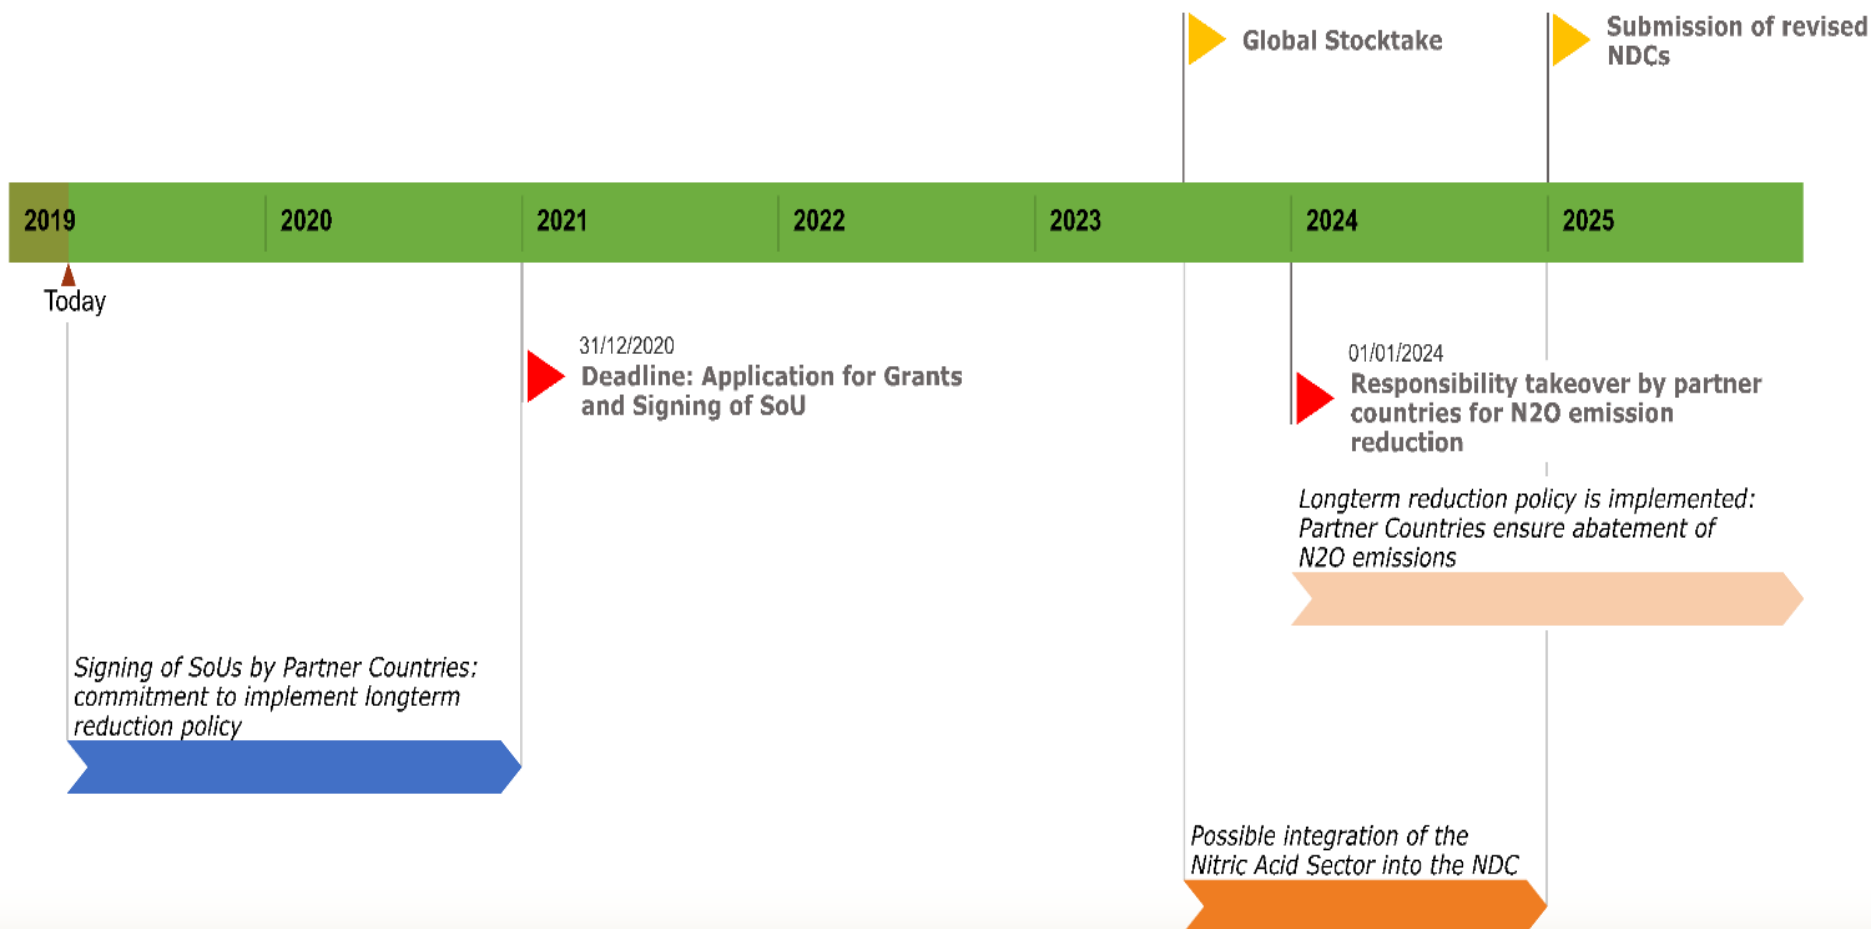 Global Stocktake
Submission of revised
NDCs
2019
2020
2021
2022
2023
2024
2025
Today
31/12/2020
Deadline: Application for Grants
and Signing of SoU
01/01/2024
Responsibility takeover by partner
countries for N2O emission
reduction
Longterm reduction policy is implemented:
Partner Countries ensure abatement of
N2O emissions
Signing of SoUs by Partner Countries:
commitment to implement longterm
reduction policy
Possible integration of the
Nitric Acid Sector into the NDC